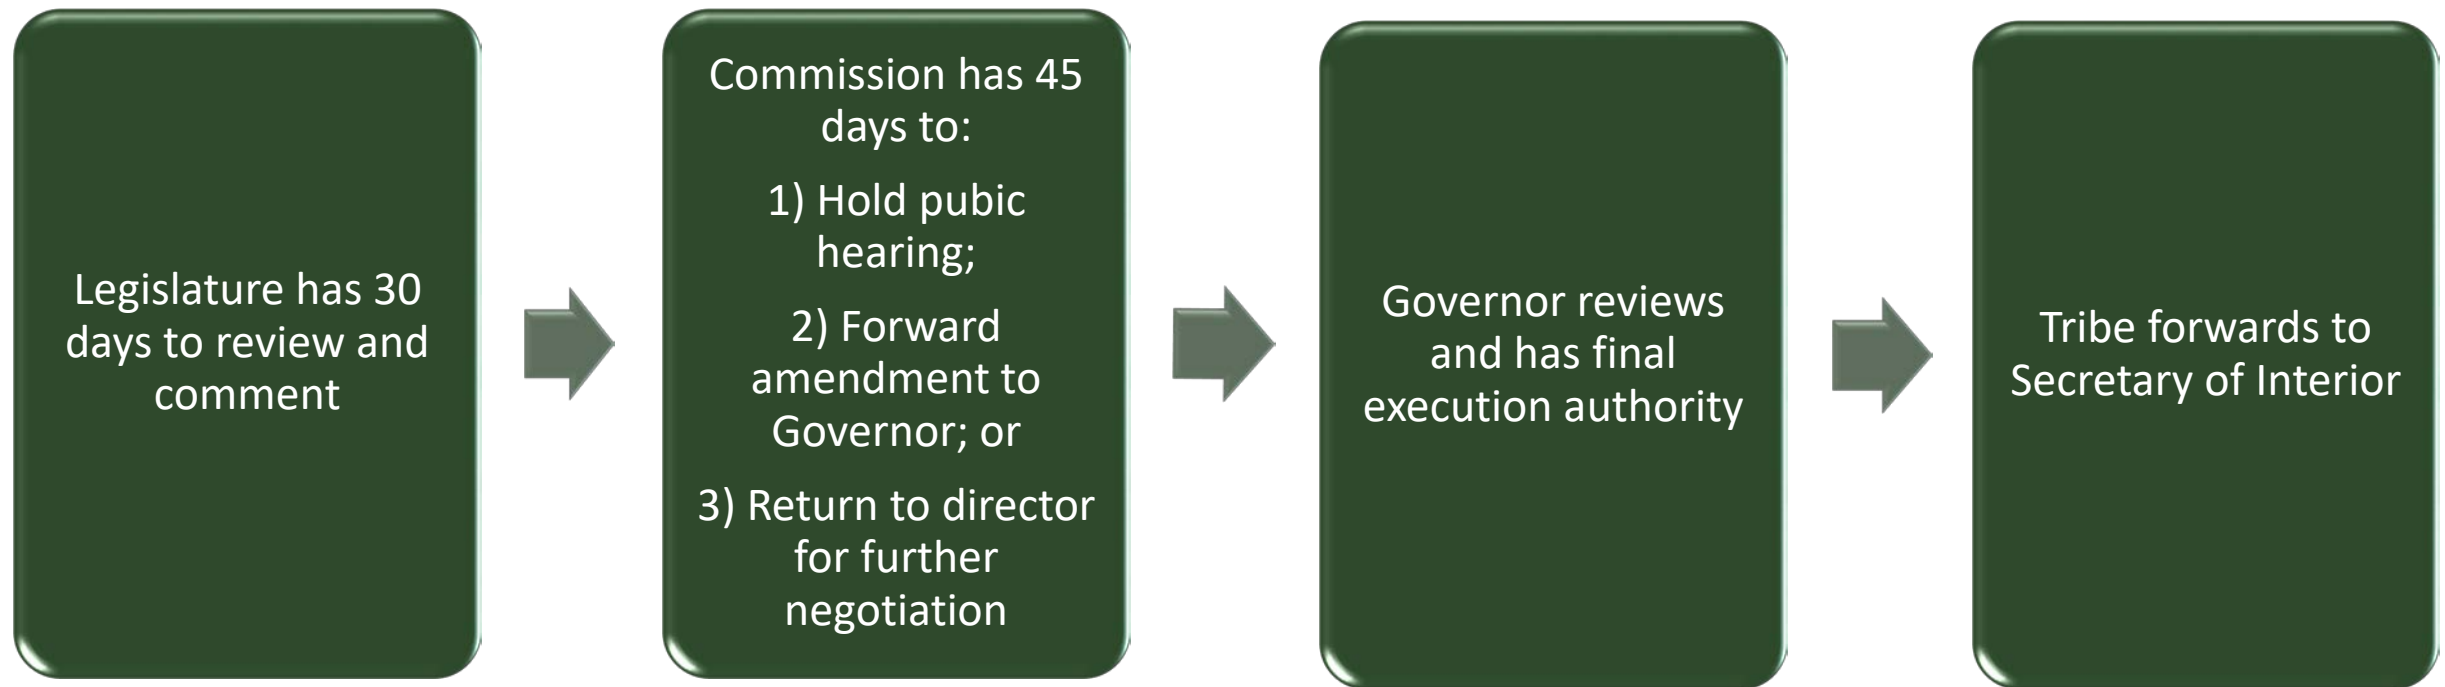 Legislature has 30
days to review and
comment
Commission has 45
days to:
1) Hold pubic
hearing;
2) Forward
amendment to
Governor; or
3) Return to director
for further
negotiation
Governor reviews
and has final
execution authority
Tribe forwards to
Secretary of Interior